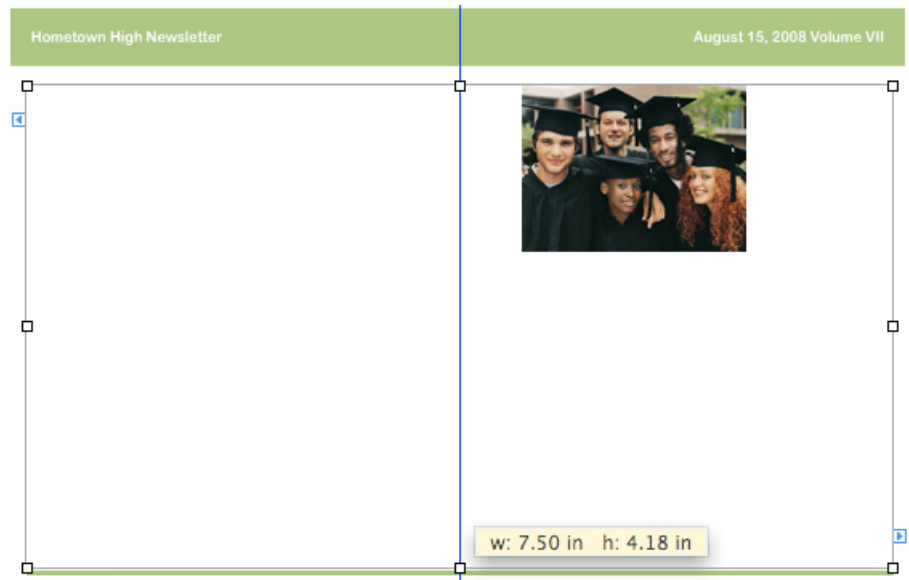 Hometown High Newsletter
August 15, 2008 Volume VII
w: 7.50 in h: 4.18 in